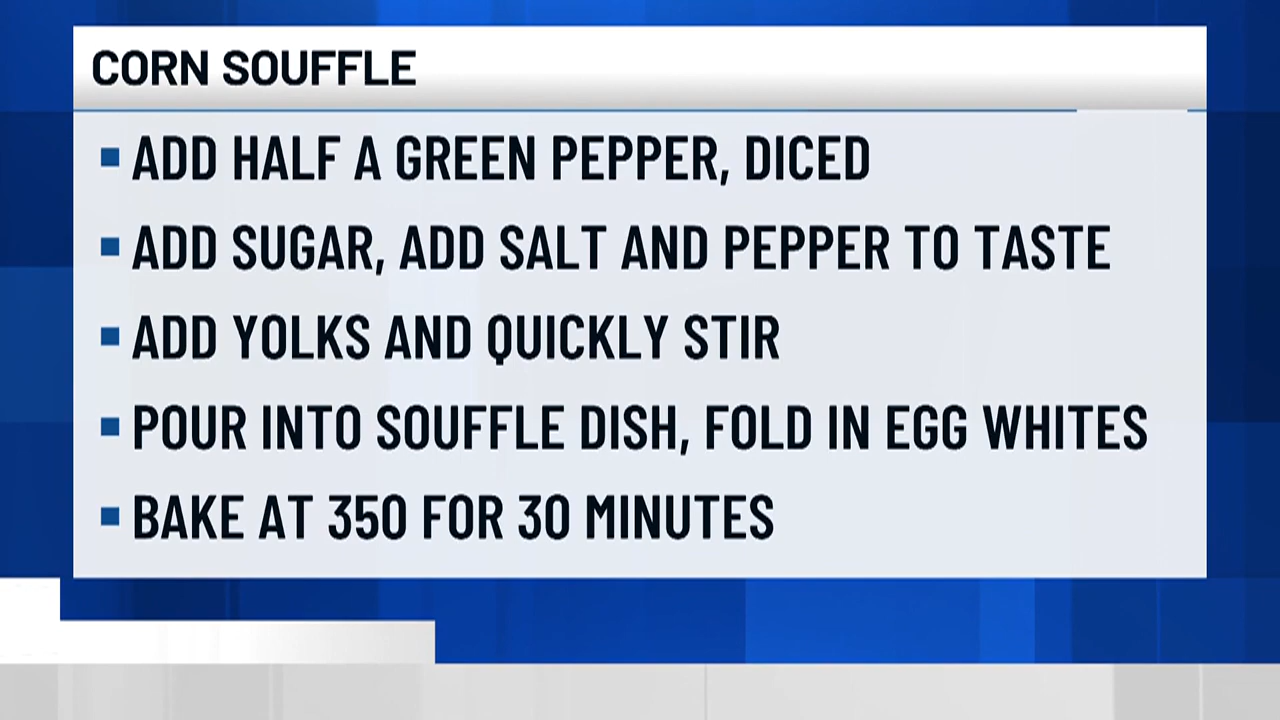 CORN SOUFFLE
ADD HALF A GREEN PEPPER, DICED
ADD SUGAR, ADD SALT AND PEPPER TO TASTE
ADD YOLKS AND QUICKLY STIR
POUR INTO SOUFFLE DISH, FOLD IN EGG WHITES
BAKE AT 350 FOR 30 MINUTES